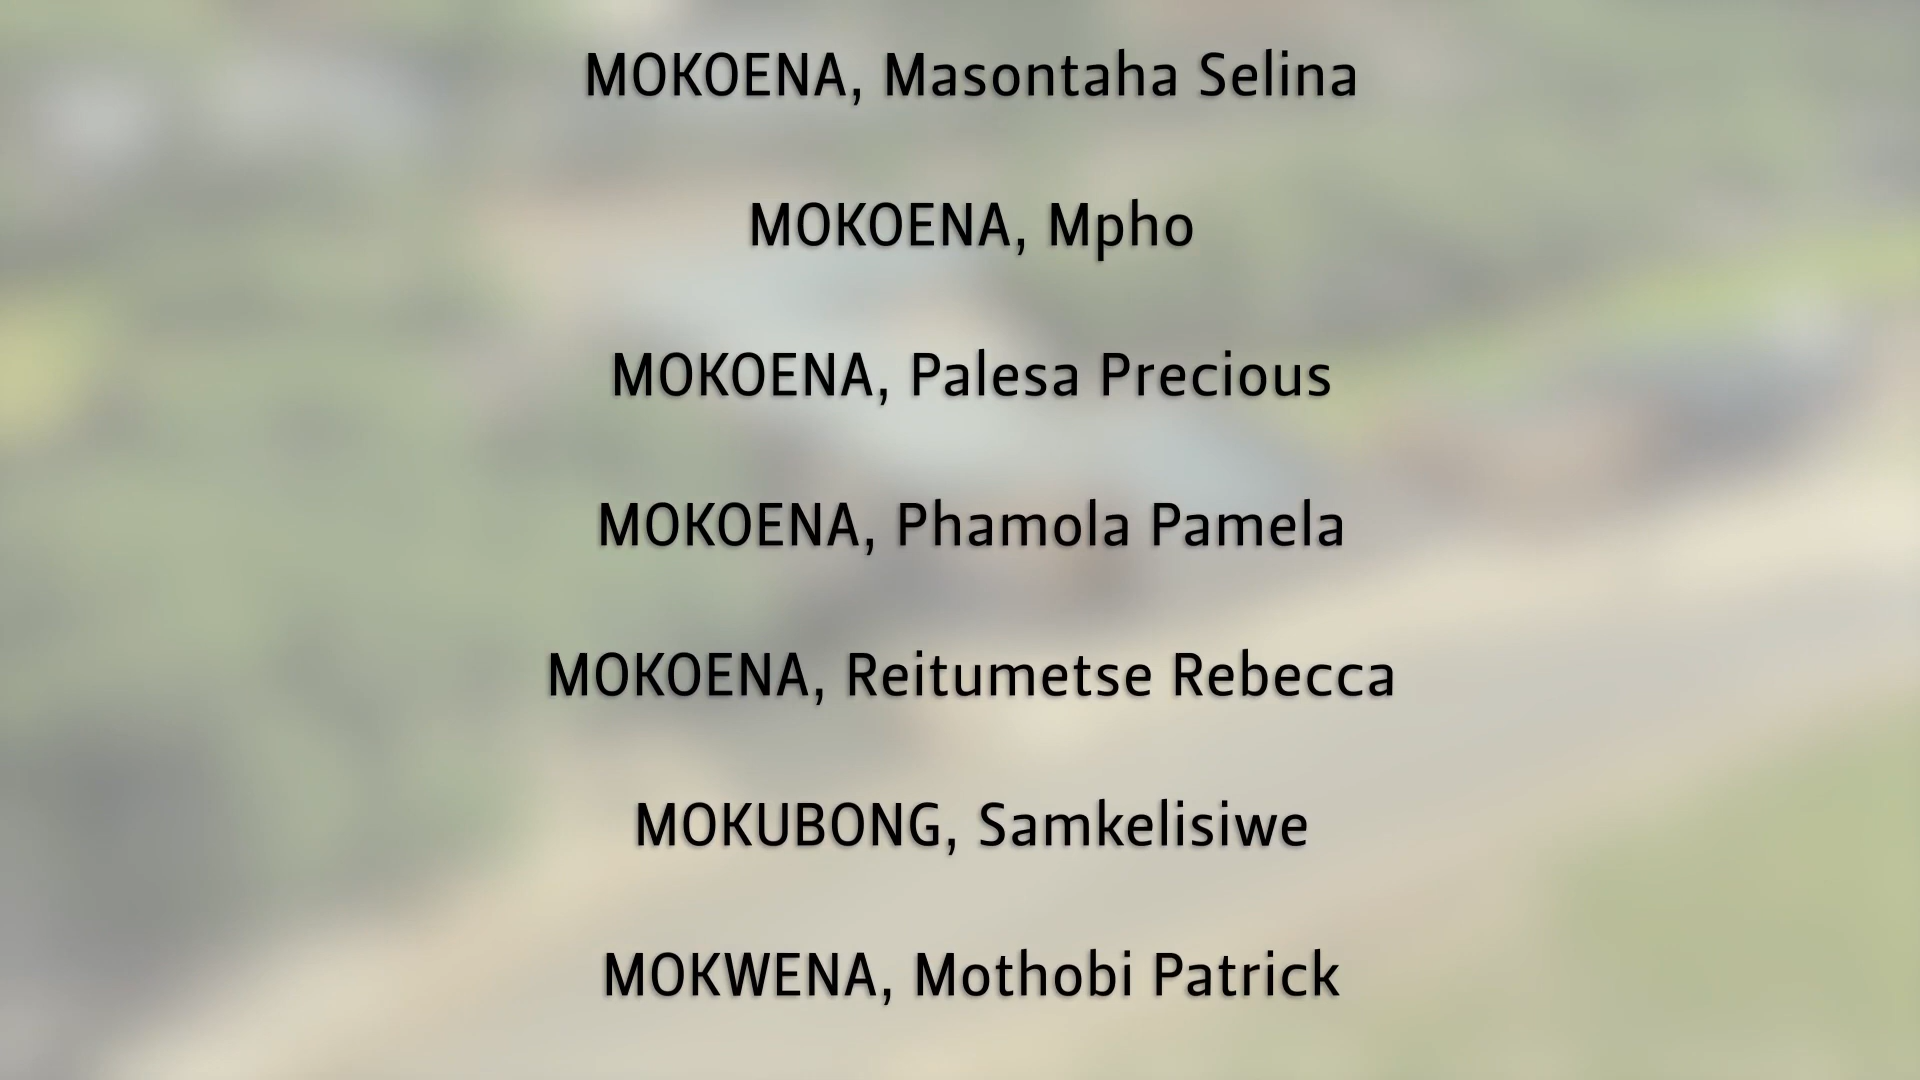 MOKOENA, Masontaha Selina
MOKOENA, Mpho
MOKOENA, Palesa Precious
MOKOENA, Phamola Pamela
MOKOENA, Reitumetse Rebecca
MOKUBONG, Samkelisiwe
MOKWENA, Mothobi Patrick